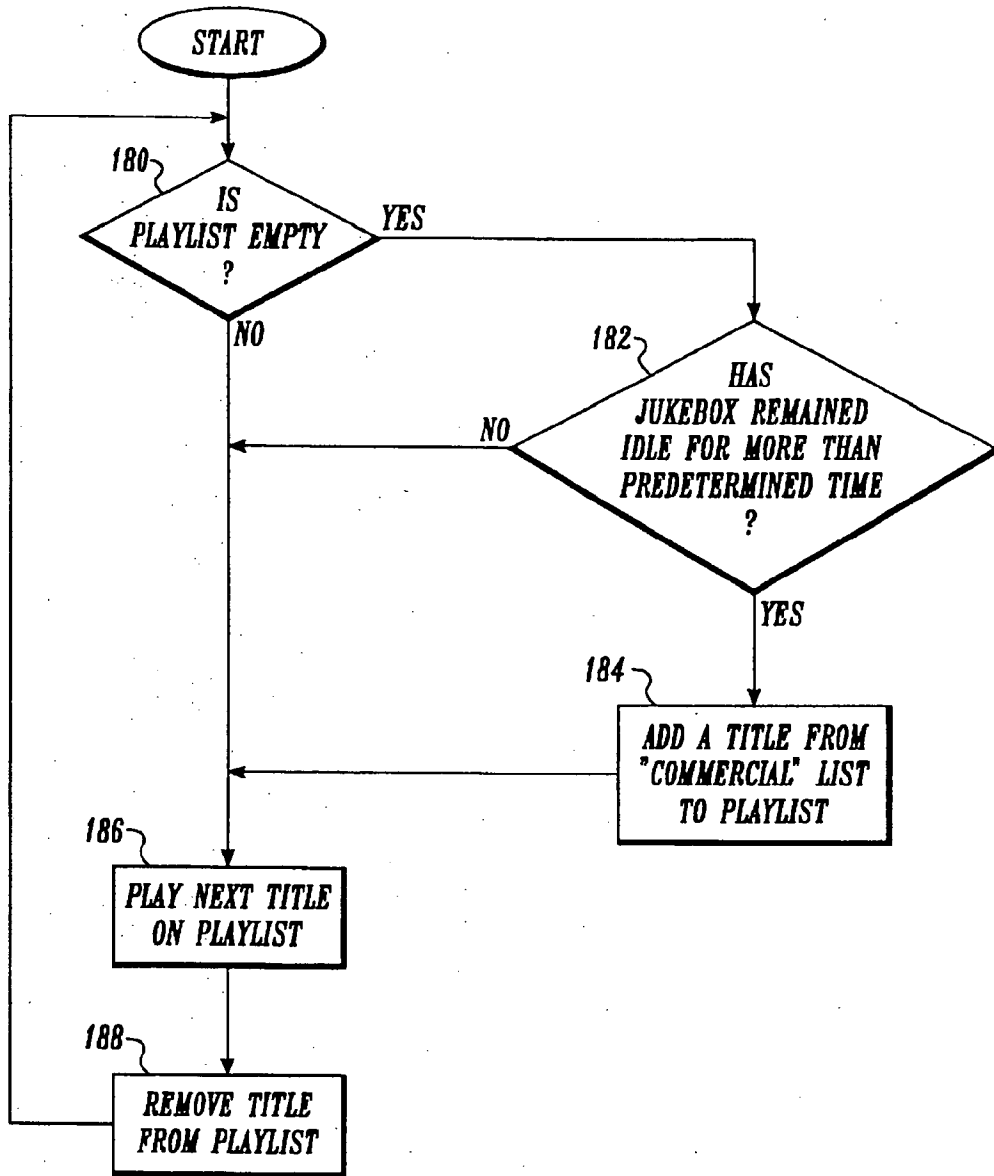 START
180
IS
PLAYLIST EMPTY
?
YES
NO
182
HAS
JUKEBOX REMAINED
IDLE FOR MORE THAN
PREDETERMINED TIME
?
NO
YES
184
ADD A TITLE FROM
"COMMERCIAL" LIST
TO PLAYLIST
186
PLAY NEXT TITLE
ON PLAYLIST
188
REMOVE TITLE
FROM PLAYLIST